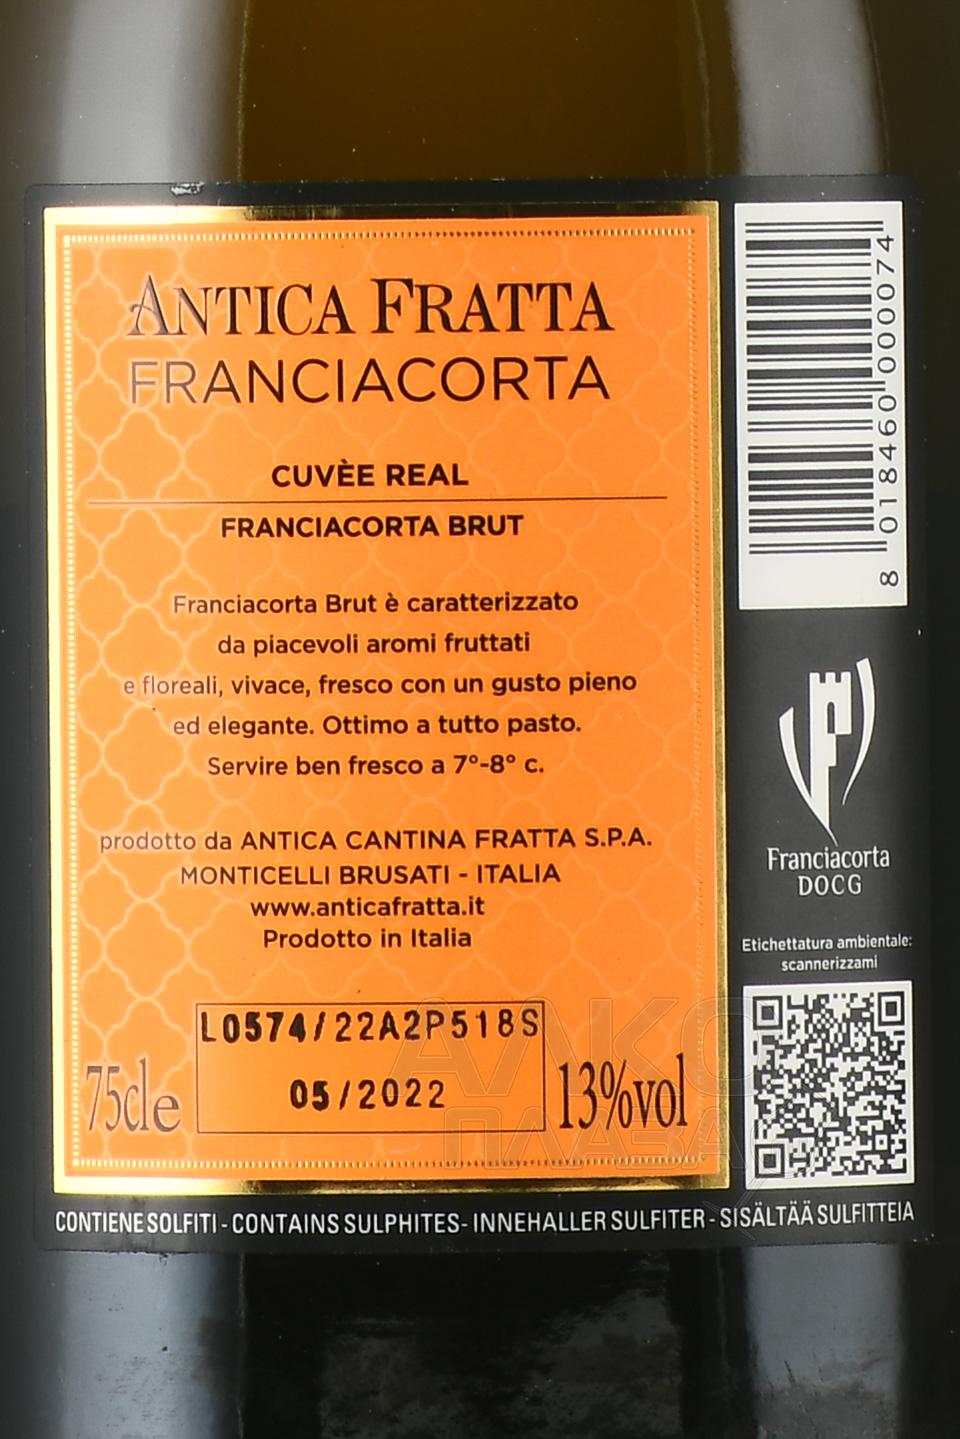 ANTICA FRATTA
FRANCIACORTA
CUVÈE REAL
FRANCIACORTA BRUT
Franciacorta Brut è caratterizzato
da piacevoli aromi fruttati
e floreali, vivace, fresco con un gusto pieno
ed elegante. Ottimo a tutto pasto.
Servire ben fresco a 7°-8° c.
prodotto da ANTICA CANTINA FRATTA S.P.A.
MONTICELLI BRUSATI - ITALIA
www.anticafratta.it
Prodotto in Italia
L0574/22A2P518S
05/2022
75cle
13%vol
8 018460 000074
Franciacorta
DOCG
Etichettatura ambientale:
scannerizzami
CONTIENE SOLFITI - CONTAINS SULPHITES- INNEHALLER SULFITER - SISÄLTÄÄ SULFITTEIA
АЛКО
ПЛАЗА